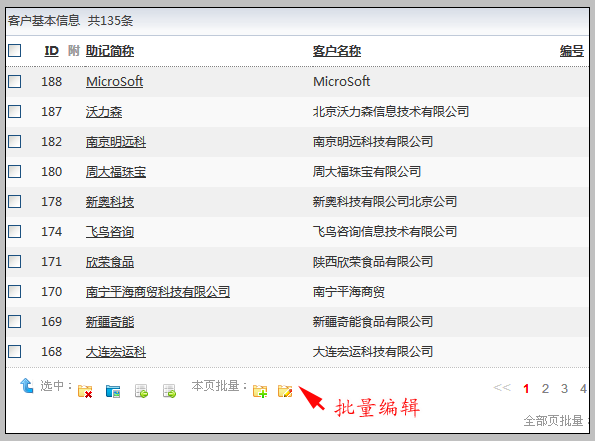 客户基本信息 共135条
ID 附 助记简称 客户名称 编号
188 MicroSoft MicroSoft
187 沃力森 北京沃力森信息技术有限公司
182 南京明远科 南京明远科技有限公司
180 周大福珠宝 周大福珠宝有限公司
178 新奥科技 新奥科技有限公司北京公司
174 飞鸟咨询 飞鸟咨询信息技术有限公司
171 欣荣食品 陕西欣荣食品有限公司
170 南宁平海商贸科技有限公司 南宁平海商贸
169 新疆奇能 新疆奇能食品有限公司
168 大连宏运科 大连宏运科技有限公司
选中: 本页批量: 批量编辑 << 1 2 3 4
全部页批量: